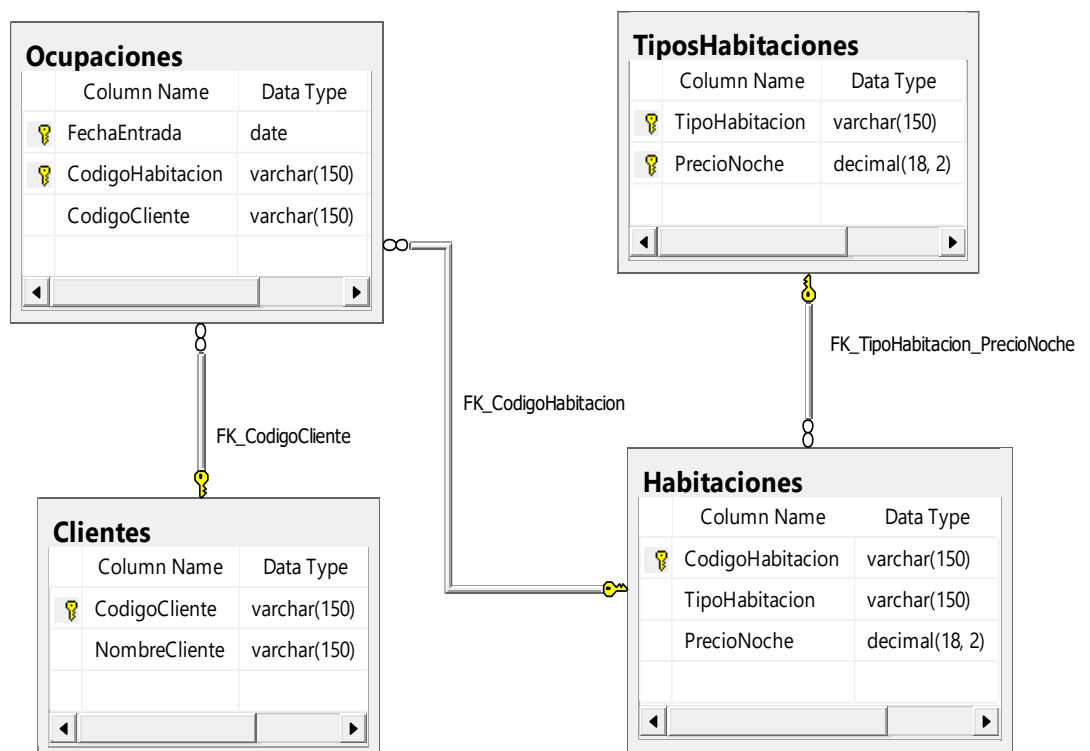 Ocupaciones
Column Name Data Type
FechaEntrada date
CodigoHabitacion varchar(150)
CodigoCliente varchar(150)
TiposHabitaciones
Column Name Data Type
TipoHabitacion varchar(150)
PrecioNoche decimal(18, 2)
FK_TipoHabitacion_PrecioNoche
FK_CodigoHabitacion
FK_CodigoCliente
Clientes
Column Name Data Type
CodigoCliente varchar(150)
NombreCliente varchar(150)
Habitaciones
Column Name Data Type
CodigoHabitacion varchar(150)
TipoHabitacion varchar(150)
PrecioNoche decimal(18, 2)